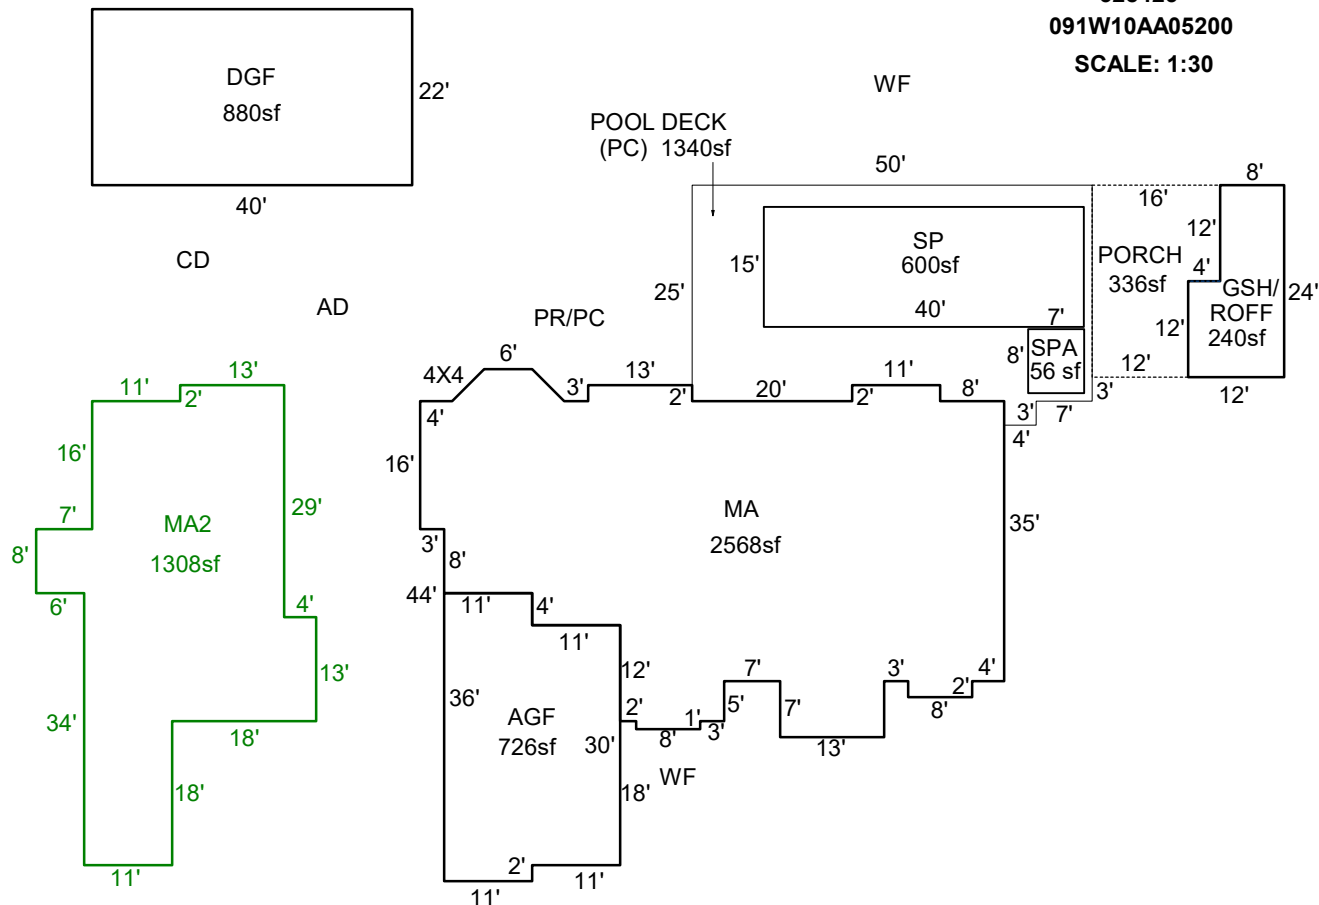 091W10AA05200
SCALE: 1:30
DGF
880sf
22'
40'
WF
POOL DECK
(PC) 1340sf
50'
8'
16'
12'
SP
600sf
15'
40'
25'
PORCH
336sf
4'
GSH/
ROFF
240sf
24'
12'
12'
12'
7'
8'
SPA
56 sf
3'
7'
3'
4'
CD
AD
PR/PC
6'
4X4
3'
13'
2'
20'
2'
11'
8'
4'
16'
MA
2568sf
35'
3'
8'
44'
11'
4'
11'
12'
36'
AGF
726sf
30'
2'
8'
1'
3'
5'
7'
7'
13'
3'
8'
2'
4'
WF
18'
2'
11'
11'
11'
13'
2'
16'
7'
8'
6'
MA2
1308sf
29'
4'
13'
34'
18'
18'
11'